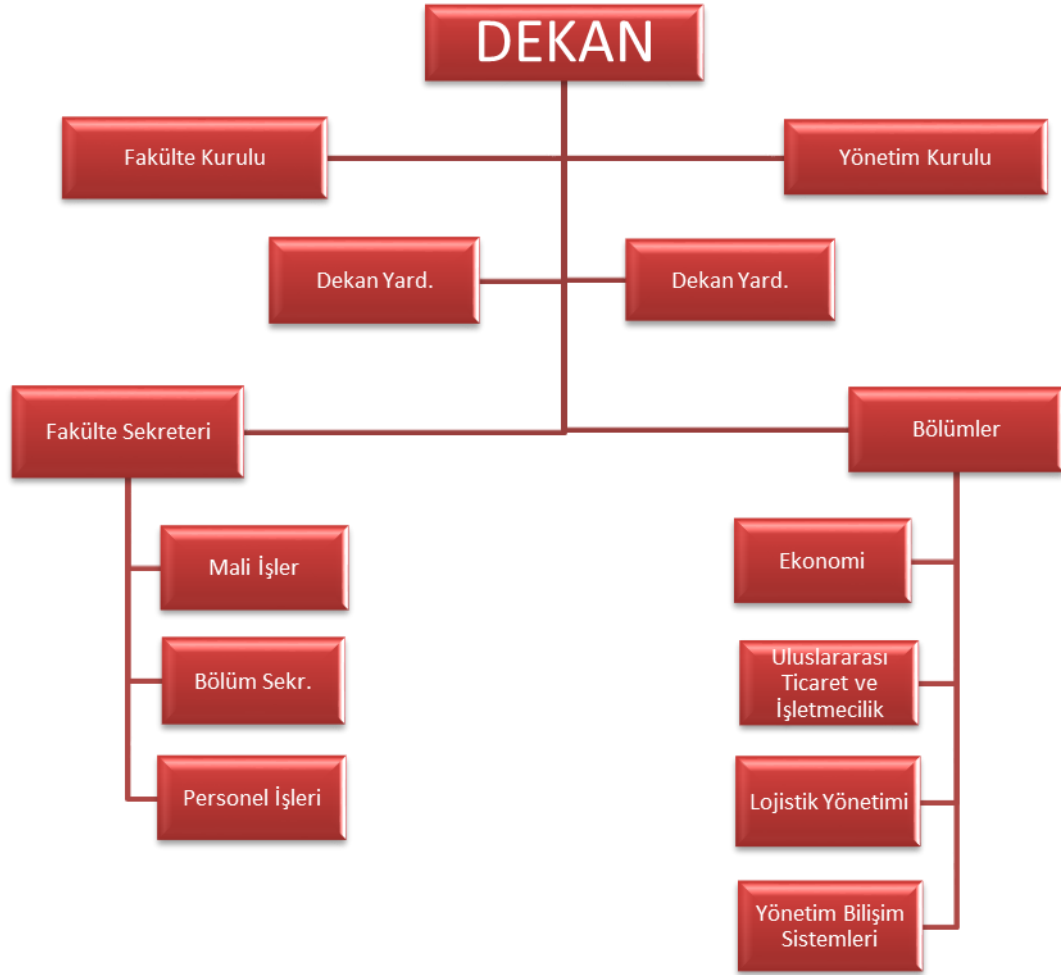 DEKAN
Fakülte Kurulu
Yönetim Kurulu
Dekan Yard.
Dekan Yard.
Fakülte Sekreteri
Bölümler
Mali İşler
Bölüm Sekr.
Personel İşleri
Ekonomi
Uluslararası
Ticaret ve
İşletmecilik
Lojistik Yönetimi
Yönetim Bilişim
Sistemleri